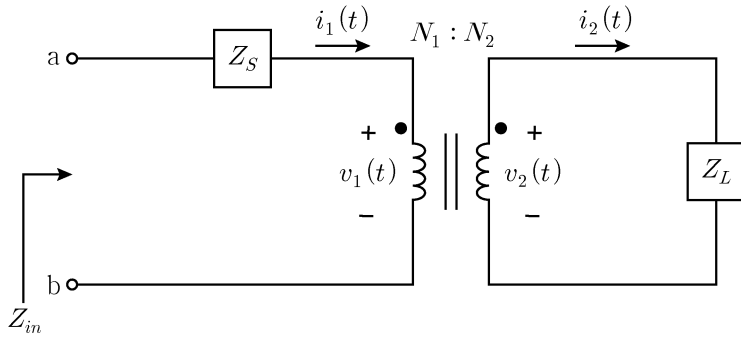 i₁(t)
N₁ : N₂
i₂(t)
a
Z_S
+
+
v₁(t)
v₂(t)
Z_L
−
−
b
Z_in